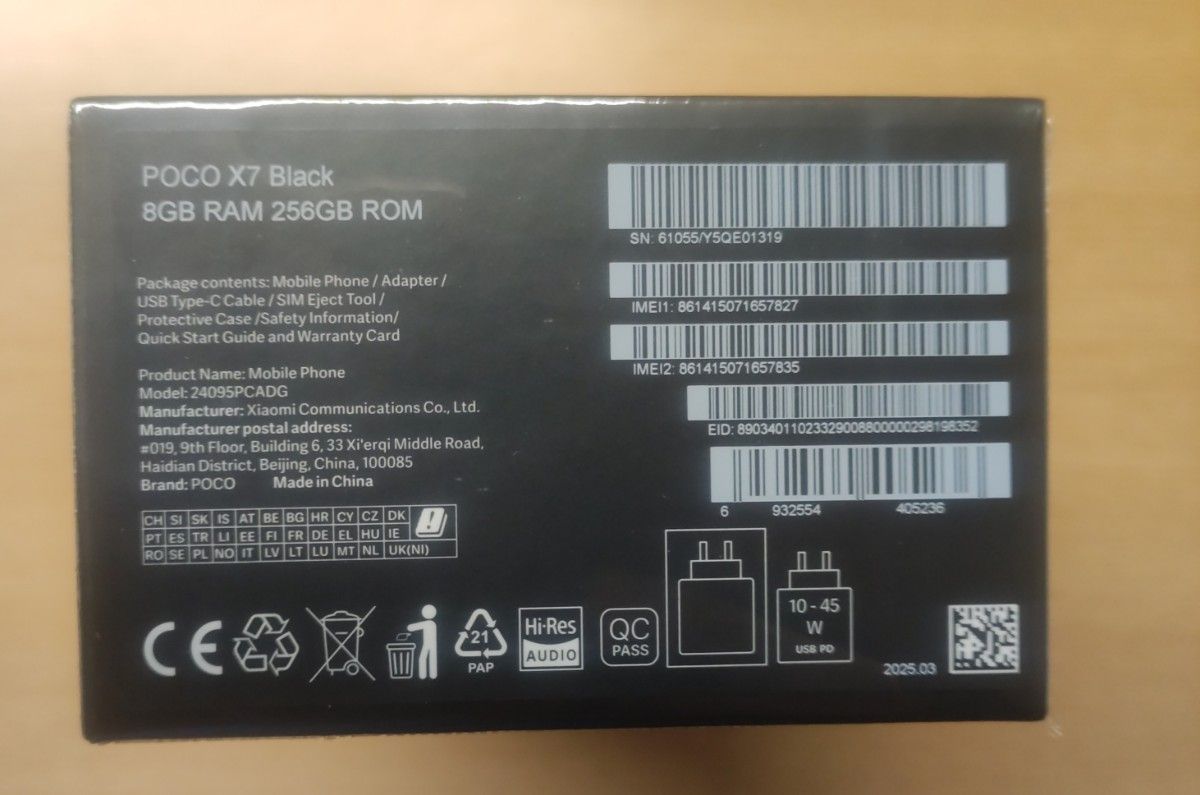 POCO X7 Black
8GB RAM 256GB ROM
Package contents: Mobile Phone / Adapter /
USB Type-C Cable / SIM Eject Tool /
Protective Case /Safety Information/
Quick Start Guide and Warranty Card
Product Name: Mobile Phone
Model: 24095PCADG
Manufacturer: Xiaomi Communications Co., Ltd.
Manufacturer postal address:
#019, 9th Floor, Building 6, 33 Xi'erqi Middle Road,
Haidian District, Beijing, China, 100085
Brand: POCO Made in China
CH SI SK IS AT BE BG HR CY CZ DK
PT ES TR LI EE FI FR DE EL HU IE
RO SE PL NO IT LV LT LU MT NL UK(NI)
SN: 61055/Y5QE01319
IMEI1: 861415071657827
IMEI2: 861415071657835
EID: 89034011023329008800000298198352
6 932554 405236
CE
21
PAP
Hi-Res
AUDIO
QC
PASS
10 - 45
W
USB PD
2025.03